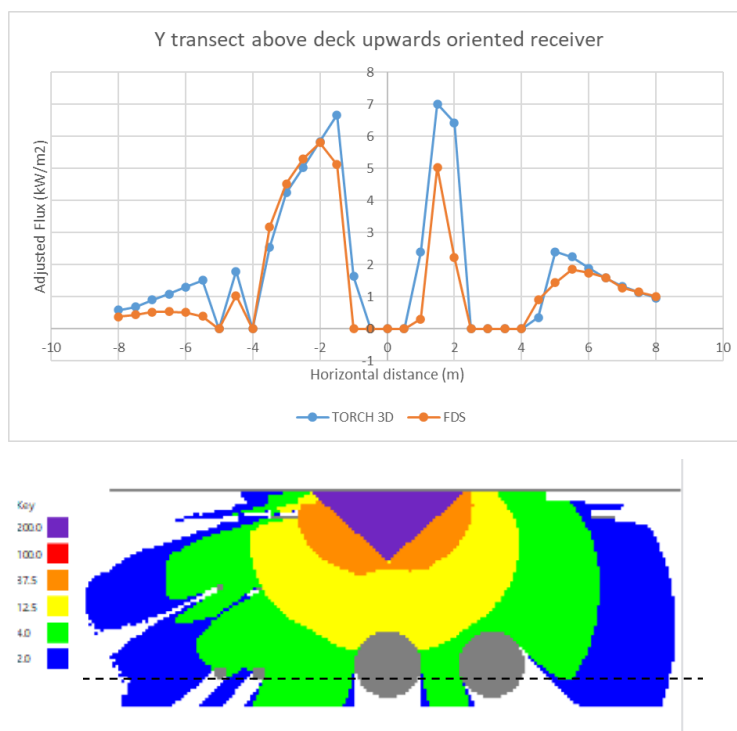 Y transect above deck upwards oriented receiver
Adjusted Flux (kW/m2)
8
7
6
5
4
3
2
1
0
-1
-10 -8 -6 -4 -2 0 2 4 6 8 10
Horizontal distance (m)
TORCH 3D FDS
Key
200.0
100.0
37.5
12.5
4.0
2.0